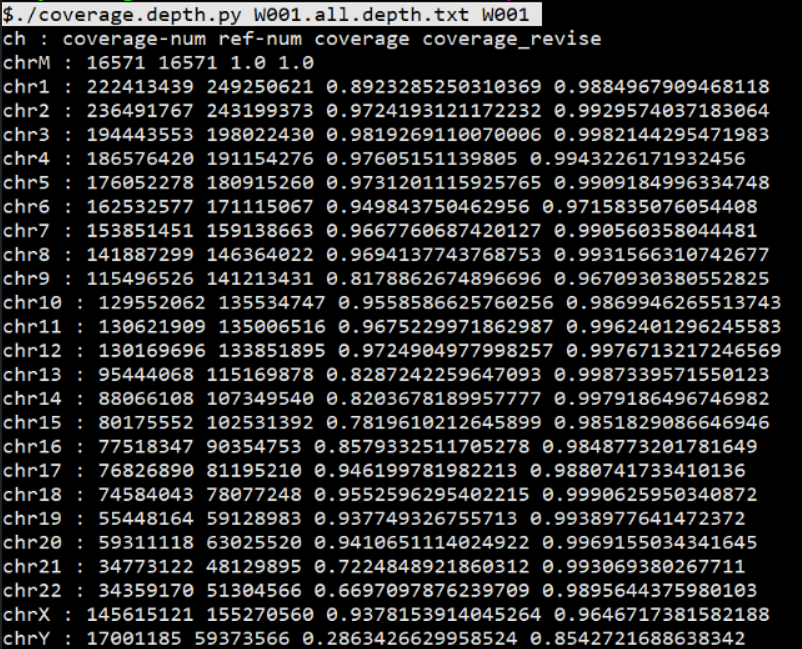 $./coverage.depth.py W001.all.depth.txt W001
ch : coverage-num ref-num coverage coverage_revise
chrM : 16571 16571 1.0 1.0
chr1 : 222413439 249250621 0.8923285250310369 0.9884967909468118
chr2 : 236491767 243199373 0.9724193121172232 0.9929574037183064
chr3 : 194443553 198022430 0.9819269110070006 0.9982144295471983
chr4 : 186576420 191154276 0.97605151139805 0.9943226171932456
chr5 : 176052278 180915260 0.9731201115925765 0.9909184996334748
chr6 : 162532577 171115067 0.949843750462956 0.9715835076054408
chr7 : 153851451 159138663 0.9667760687420127 0.990560358044481
chr8 : 141887299 146364022 0.9694137743768753 0.9931566310742677
chr9 : 115496526 141213431 0.8178862674896696 0.9670930380552825
chr10 : 129552062 135534747 0.9558586625760256 0.9869946265513743
chr11 : 130621909 135006516 0.9675229971862987 0.9962401296245583
chr12 : 130169696 133851895 0.9724904977998257 0.9976713217246569
chr13 : 95444068 115169878 0.8287242259647093 0.9987339571550123
chr14 : 88066108 107349540 0.8203678189957777 0.9979186496746982
chr15 : 80175552 102531392 0.7819610212645899 0.9851829086646946
chr16 : 77518347 90354753 0.8579332511705278 0.9848773201781649
chr17 : 76826890 81195210 0.946199781982213 0.9880741733410136
chr18 : 74584043 78077248 0.9552596295402215 0.9990625950340872
chr19 : 55448164 59128983 0.937749326755713 0.9938977641472372
chr20 : 59311118 63025520 0.9410651114024922 0.9969155034341645
chr21 : 34773122 48129895 0.7224848921860312 0.993069380267711
chr22 : 34359170 51304566 0.6697097876239709 0.9895644375980103
chrX : 145615121 155270560 0.9378153914045264 0.9646717381582188
chrY : 17001185 59373566 0.2863426629958524 0.8542721688638342